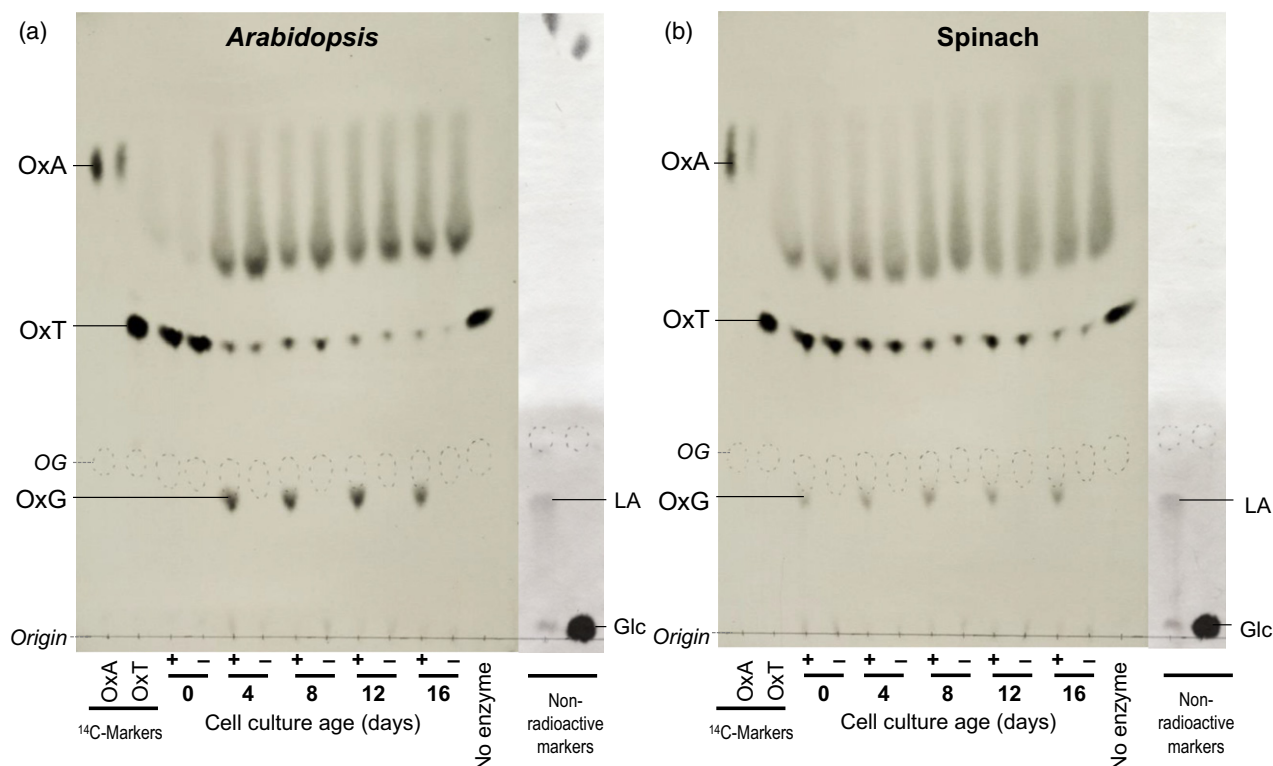 (a)
Arabidopsis
OxA
OxT
OG
OxG
Origin
LA
Glc
OxA
OxT
+ − + − + − + − + −
0 4 8 12 16
No enzyme
¹⁴C-Markers
Cell culture age (days)
Non-
radioactive
markers
(b)
Spinach
OxA
OxT
OG
OxG
Origin
LA
Glc
OxA
OxT
+ − + − + − + − + −
0 4 8 12 16
No enzyme
¹⁴C-Markers
Cell culture age (days)
Non-
radioactive
markers